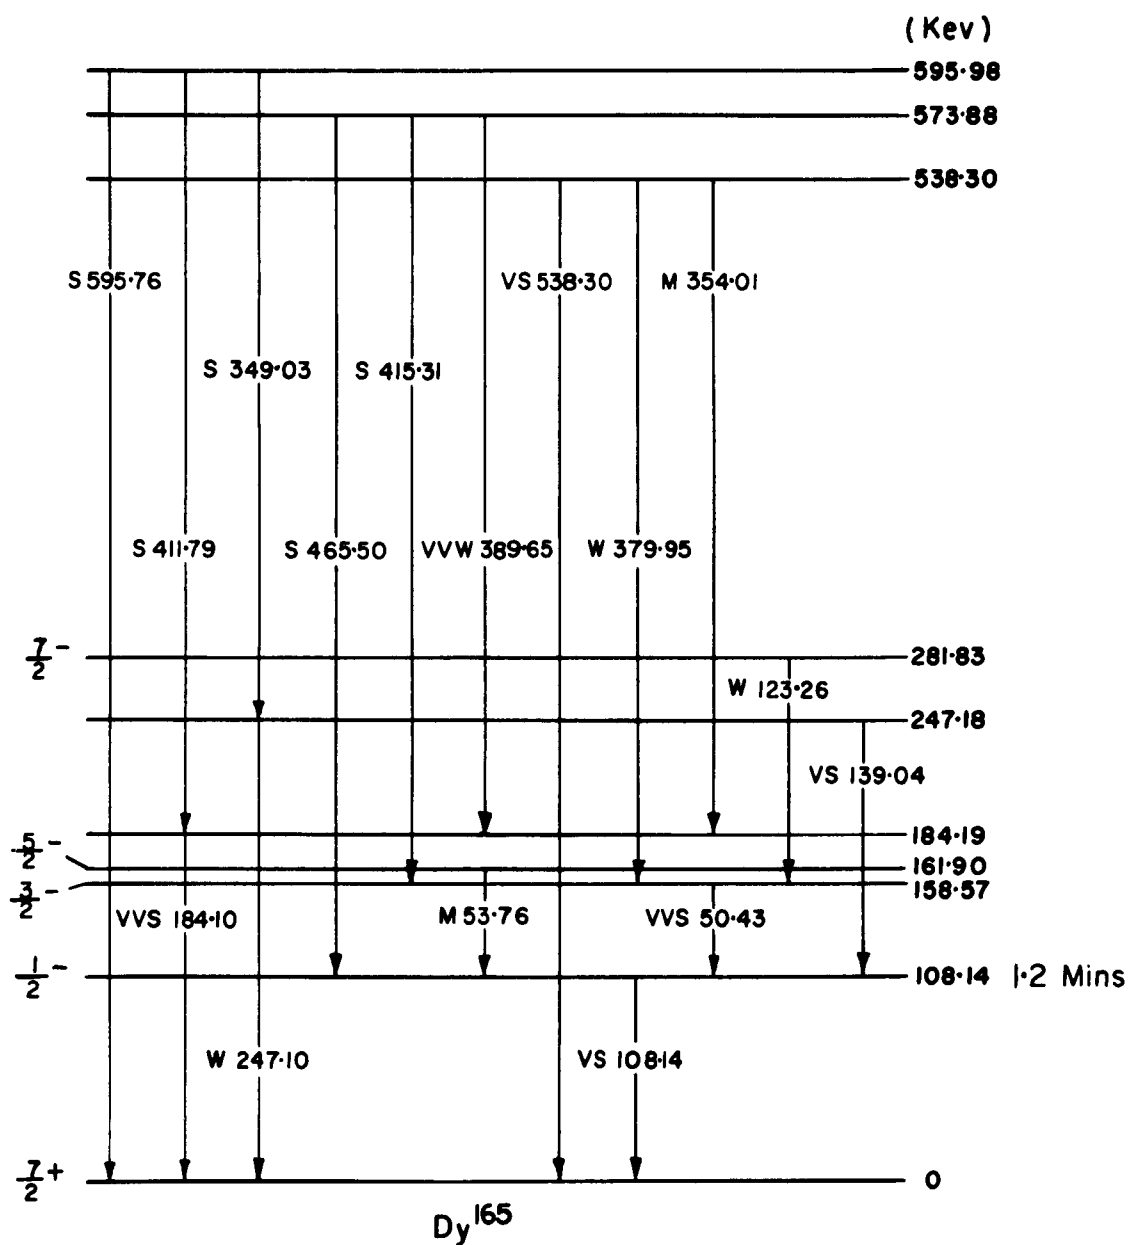 (Kev)
595·98
573·88
538·30
S 595·76
VS 538·30
M 354·01
S 349·03
S 415·31
S 411·79
S 465·50
VVW 389·65
W 379·95
7/2 -
281·83
W 123·26
247·18
VS 139·04
184·19
5/2 -
161·90
3/2 -
158·57
VVS 184·10
M 53·76
VVS 50·43
1/2 -
108·14 1·2 Mins
W 247·10
VS 108·14
7/2 +
0
Dy165